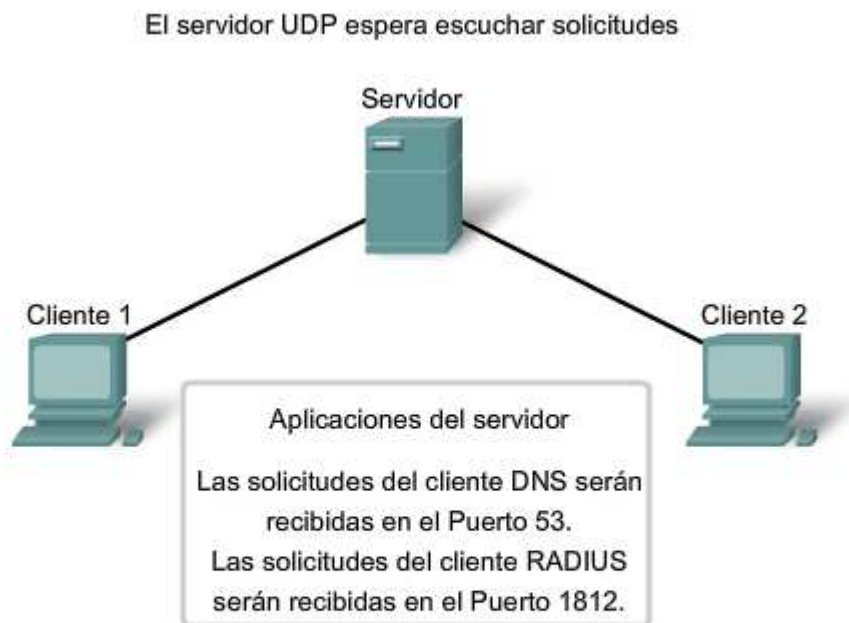 El servidor UDP espera escuchar solicitudes
Servidor
Cliente 1
Cliente 2
Aplicaciones del servidor
Las solicitudes del cliente DNS serán
recibidas en el Puerto 53.
Las solicitudes del cliente RADIUS
serán recibidas en el Puerto 1812.